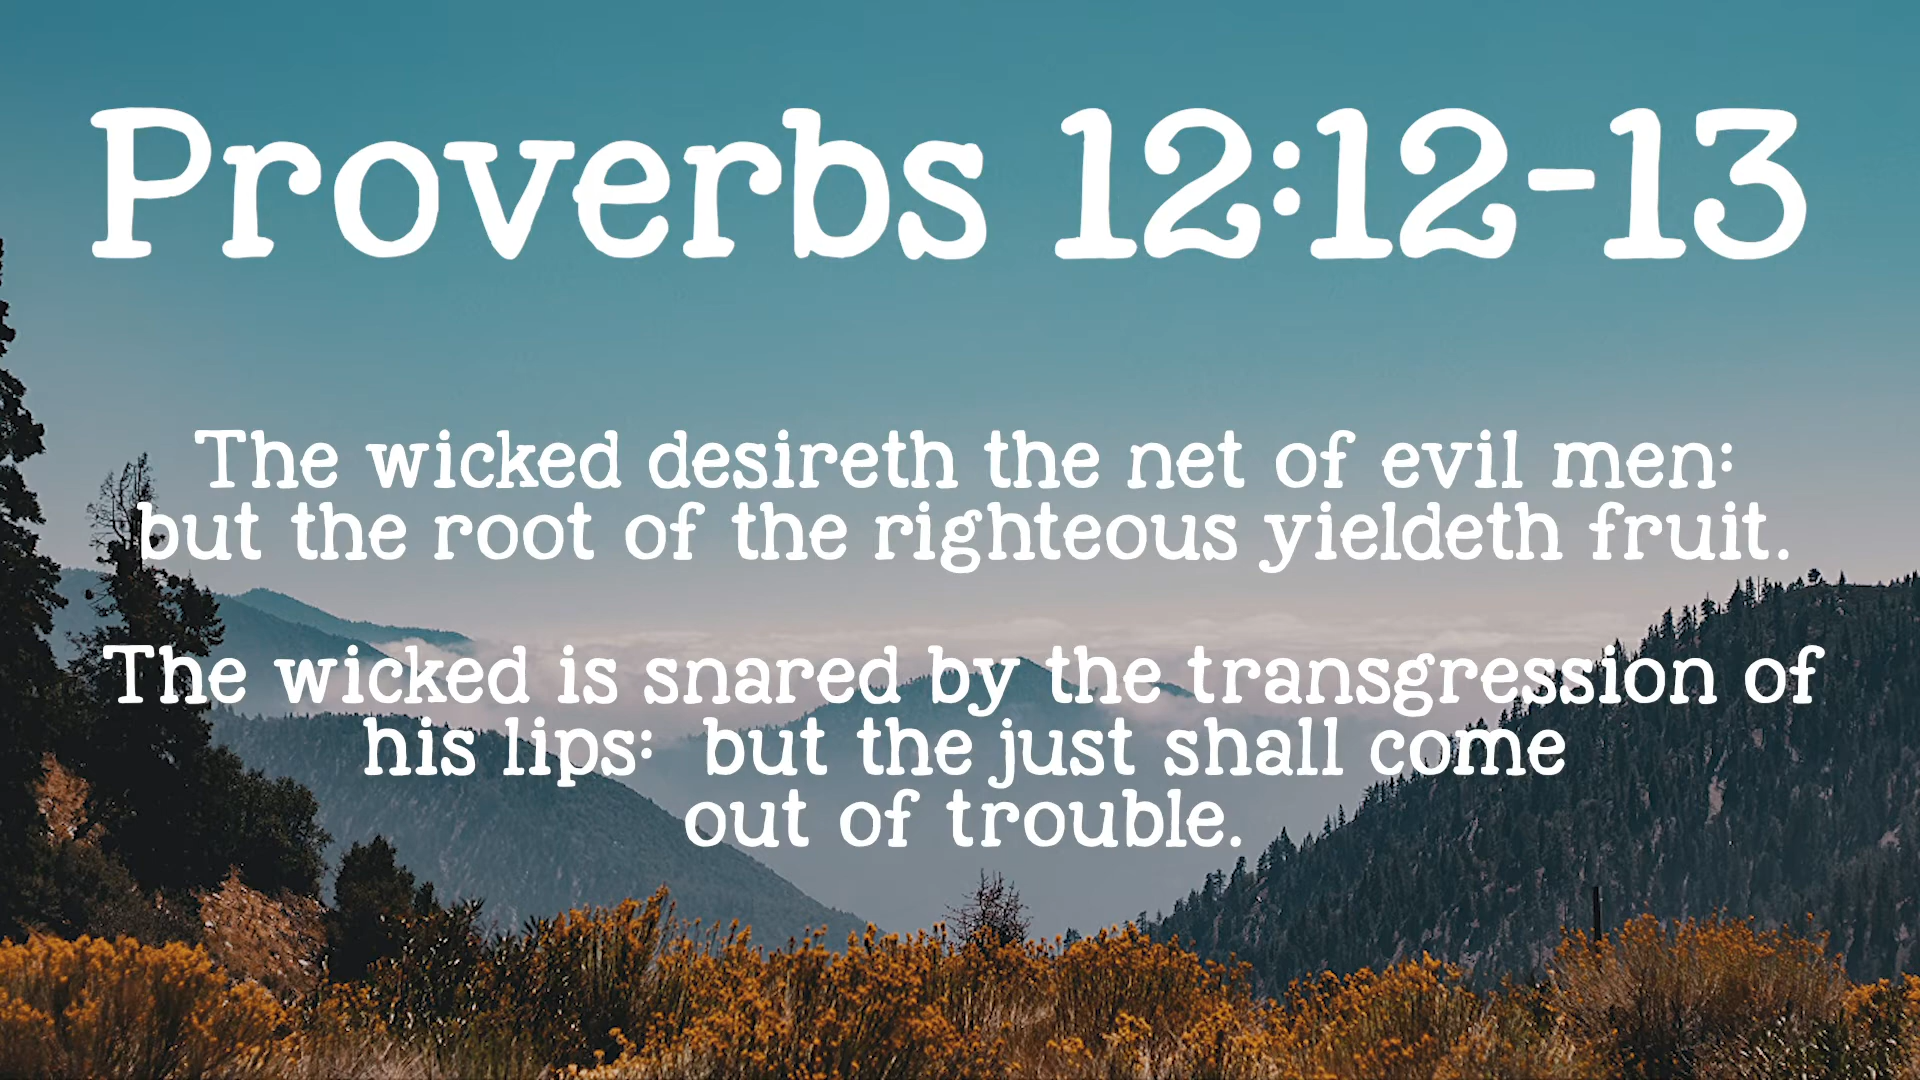 Proverbs 12:12-13
The wicked desireth the net of evil men:
but the root of the righteous yieldeth fruit.
The wicked is snared by the transgression of
his lips:  but the just shall come
out of trouble.